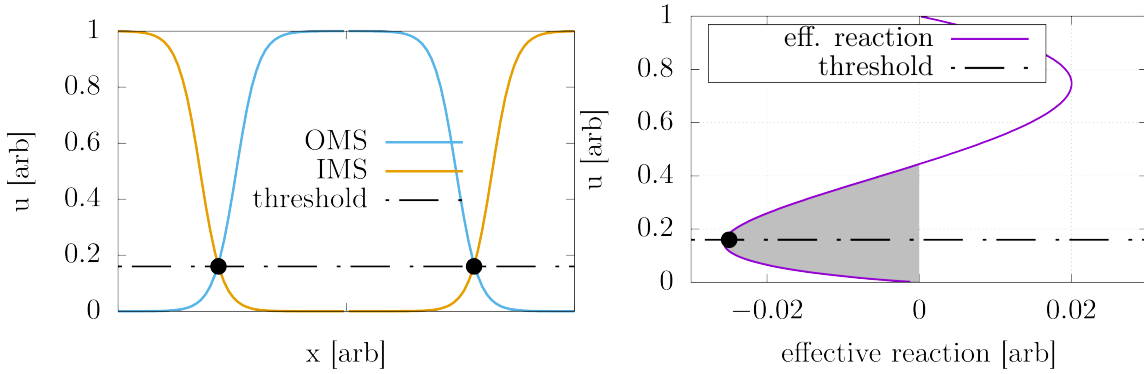 1
0.8
0.6
0.4
0.2
0
u [arb]
OMS
IMS
threshold
x [arb]
1
0.8
0.6
0.4
0.2
0
u [arb]
eff. reaction
threshold
−0.02
0
0.02
effective reaction [arb]